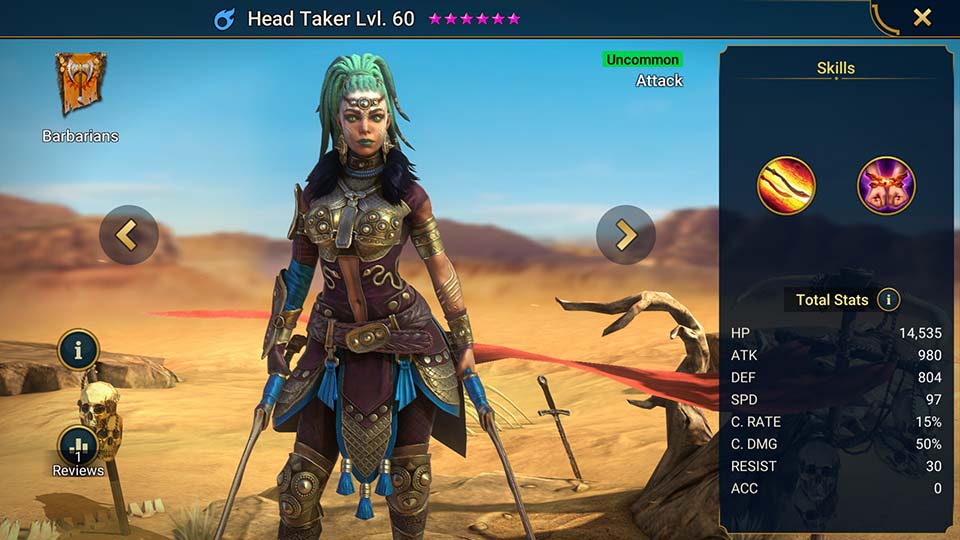 Head Taker Lvl. 60
Barbarians
Uncommon
Attack
1
Reviews
Skills
Total Stats
HP 14,535
ATK 980
DEF 804
SPD 97
C. RATE 15%
C. DMG 50%
RESIST 30
ACC 0